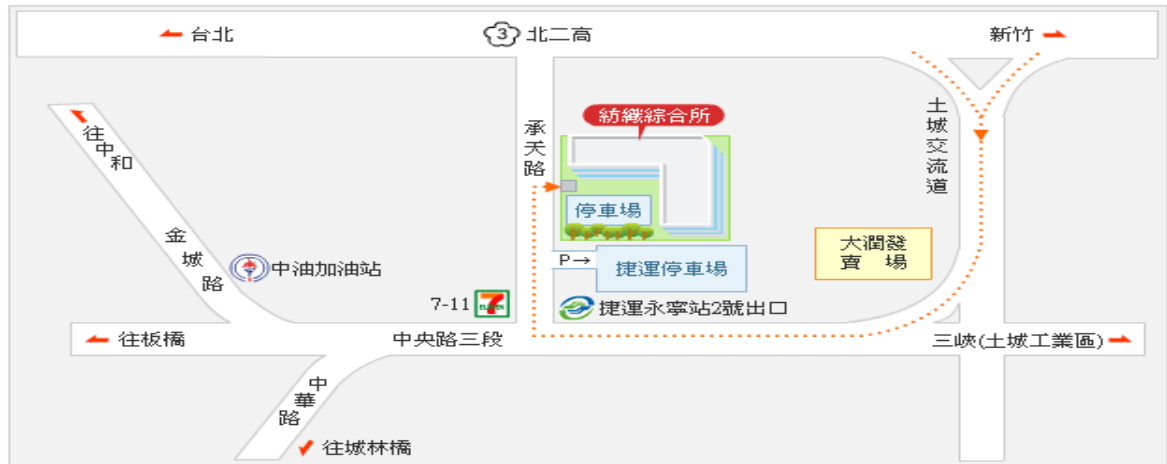 台北
3 北二高
新竹
紡織綜合所
承天路
土城交流道
往中和
停車場
金城路
大潤發
賣 場
P→
捷運停車場
中油加油站
7-11
7
ELEVEN
捷運永寧站2號出口
往板橋
中央路三段
三峽(土城工業區)
中華路
往城林橋